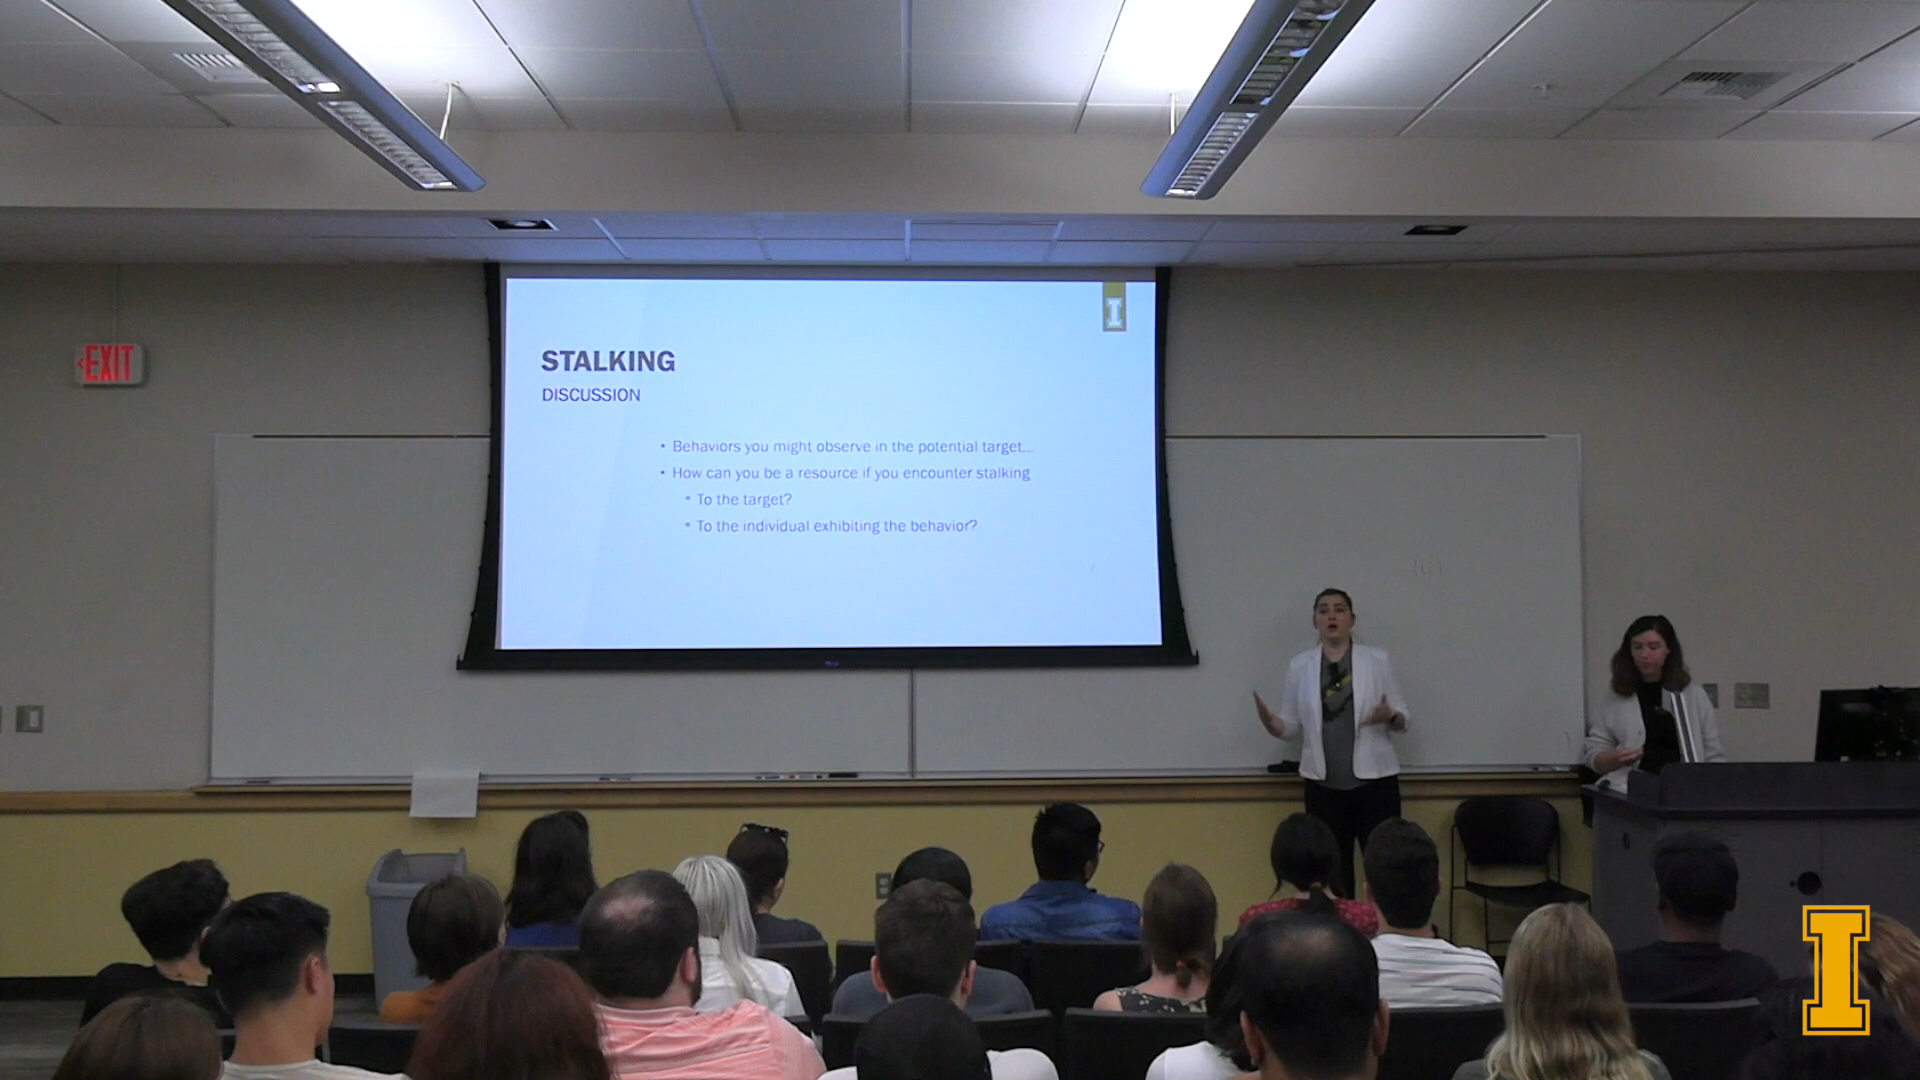 EXIT
I
STALKING
DISCUSSION
• Behaviors you might observe in the potential target...
• How can you be a resource if you encounter stalking
• To the target?
• To the individual exhibiting the behavior?
I